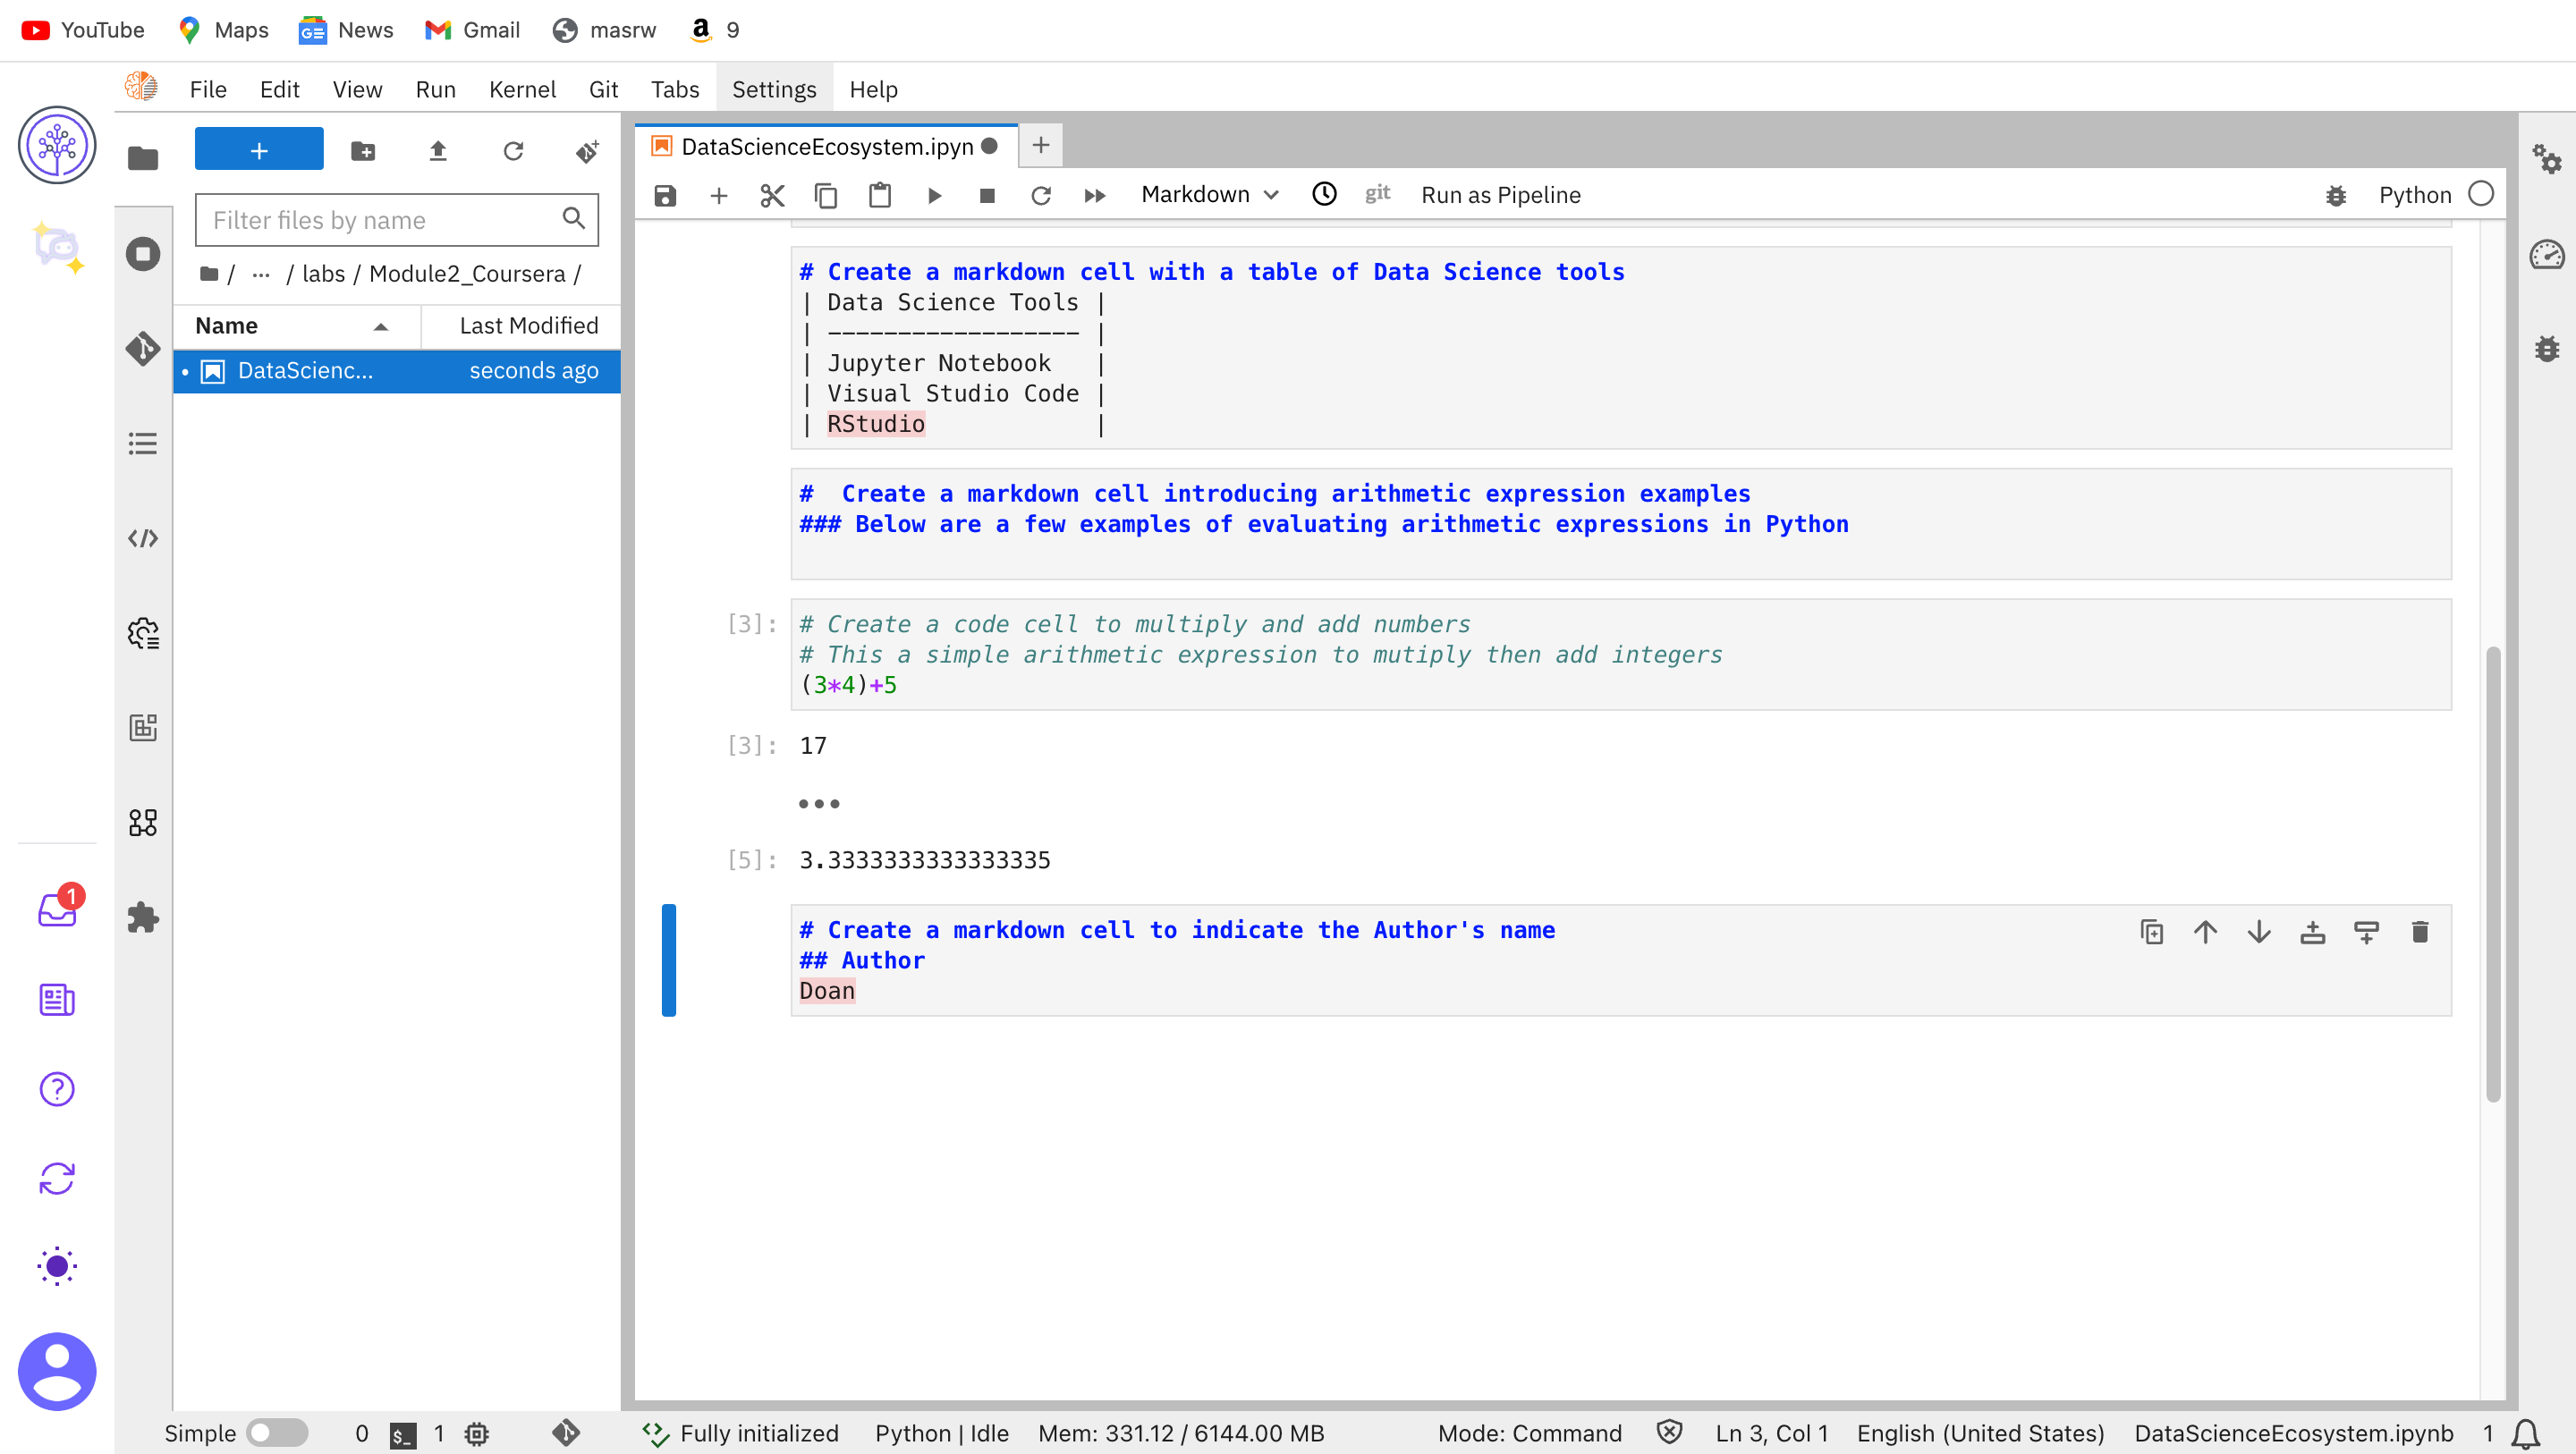 YouTube Maps News Gmail masrw 9
File Edit View Run Kernel Git Tabs Settings Help
DataScienceEcosystem.ipyn
Filter files by name
/ ... / labs / Module2_Coursera /
Name Last Modified
DataScienc... seconds ago
Markdown git Run as Pipeline Python
# Create a markdown cell with a table of Data Science tools
| Data Science Tools |
| ------------------ |
| Jupyter Notebook |
| Visual Studio Code |
| RStudio |
#  Create a markdown cell introducing arithmetic expression examples
### Below are a few examples of evaluating arithmetic expressions in Python
[3]: # Create a code cell to multiply and add numbers
# This a simple arithmetic expression to mutiply then add integers
(3*4)+5
[3]: 17
[5]: 3.3333333333333335
# Create a markdown cell to indicate the Author's name
## Author
Doan
1
Simple 0 $_ 1 Fully initialized Python | Idle Mem: 331.12 / 6144.00 MB Mode: Command Ln 3, Col 1 English (United States) DataScienceEcosystem.ipynb 1